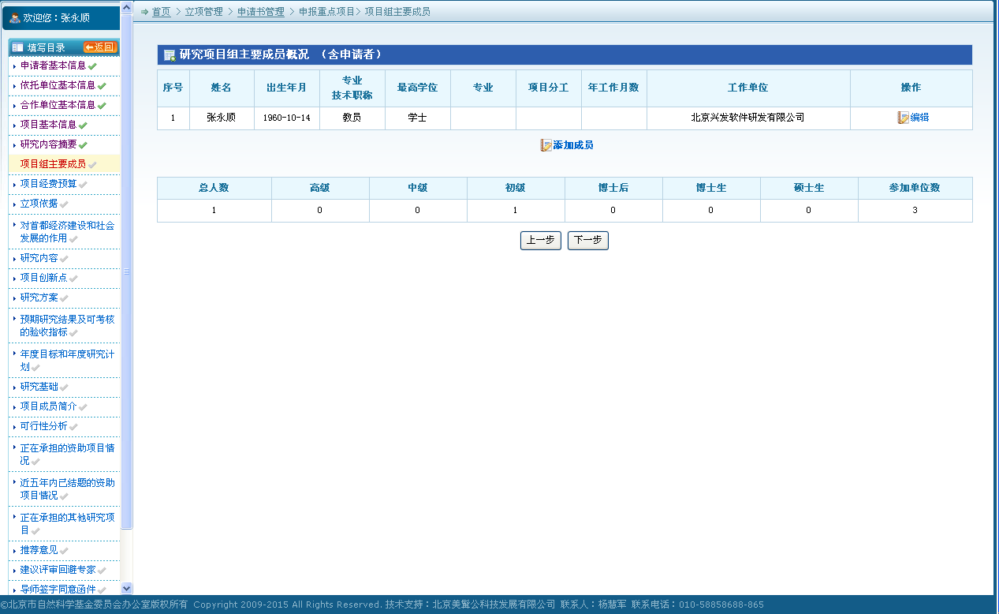 欢迎您：张永顺
首页 > 立项管理 > 申请书管理 > 申报重点项目> 项目组主要成员
填写目录 返回
申请者基本信息
依托单位基本信息
合作单位基本信息
项目基本信息
研究内容摘要
项目组主要成员
项目经费预算
立项依据
对首都经济建设和社会
发展的作用
研究内容
项目创新点
研究方案
预期研究结果及可考核
的验收指标
年度目标和年度研究计
划
研究基础
项目成员简介
可行性分析
正在承担的资助项目情
况
近五年内已结题的资助
项目情况
正在承担的其他研究项
目
推荐意见
建议评审回避专家
导师签字同意函件
研究项目组主要成员概况 （含申请者）
序号 姓名 出生年月 专业 最高学位 专业 项目分工 年工作月数 工作单位 操作
技术职称
1 张永顺 1960-10-14 教员 学士 北京兴发软件研发有限公司 编辑
添加成员
总人数 高级 中级 初级 博士后 博士生 硕士生 参加单位数
1 0 0 1 0 0 0 3
上一步 下一步
©北京市自然科学基金委员会办公室版权所有 Copyright 2009-2015 All Rights Reserved. 技术支持：北京美髯公科技发展有限公司 联系人：杨慧军 联系电话：010-58858688-865